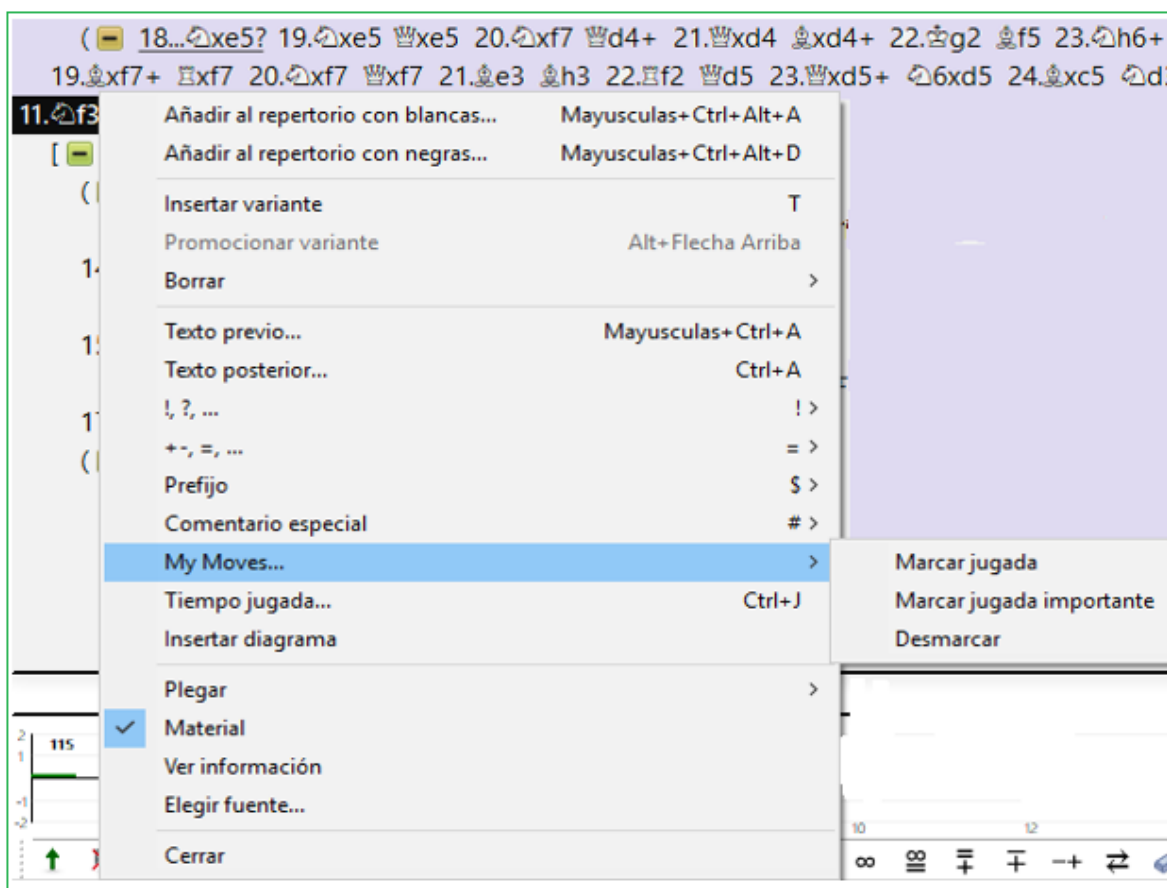 ( 18...♘xe5? 19.♘xe5 ♕xe5 20.♘xf7 ♕d4+ 21.♕xd4 ♗xd4+ 22.♔g2 ♗f5 23.♘h6+
19.♗xf7+ ♖xf7 20.♘xf7 ♕xf7 21.♗e3 ♗h3 22.♖f2 ♕d5 23.♕xd5+ ♘6xd5 24.♗xc5
11.♘f3
[
(
Añadir al repertorio con blancas... Mayusculas+Ctrl+Alt+A
Añadir al repertorio con negras... Mayusculas+Ctrl+Alt+D
Insertar variante T
Promocionar variante Alt+Flecha Arriba
Borrar >
Texto previo... Mayusculas+Ctrl+A
Texto posterior... Ctrl+A
!, ?, ... ! >
+-, =, ... = >
Prefijo $ >
Comentario especial # >
My Moves... >
Marcar jugada
Tiempo jugada... Ctrl+J
Marcar jugada importante
Insertar diagrama
Desmarcar
Plegar >
Material
Ver información
Elegir fuente...
Cerrar
2
1
115
-1
-2
10 12
∞ ⯹ ⩱ ∓ −+ ⇄